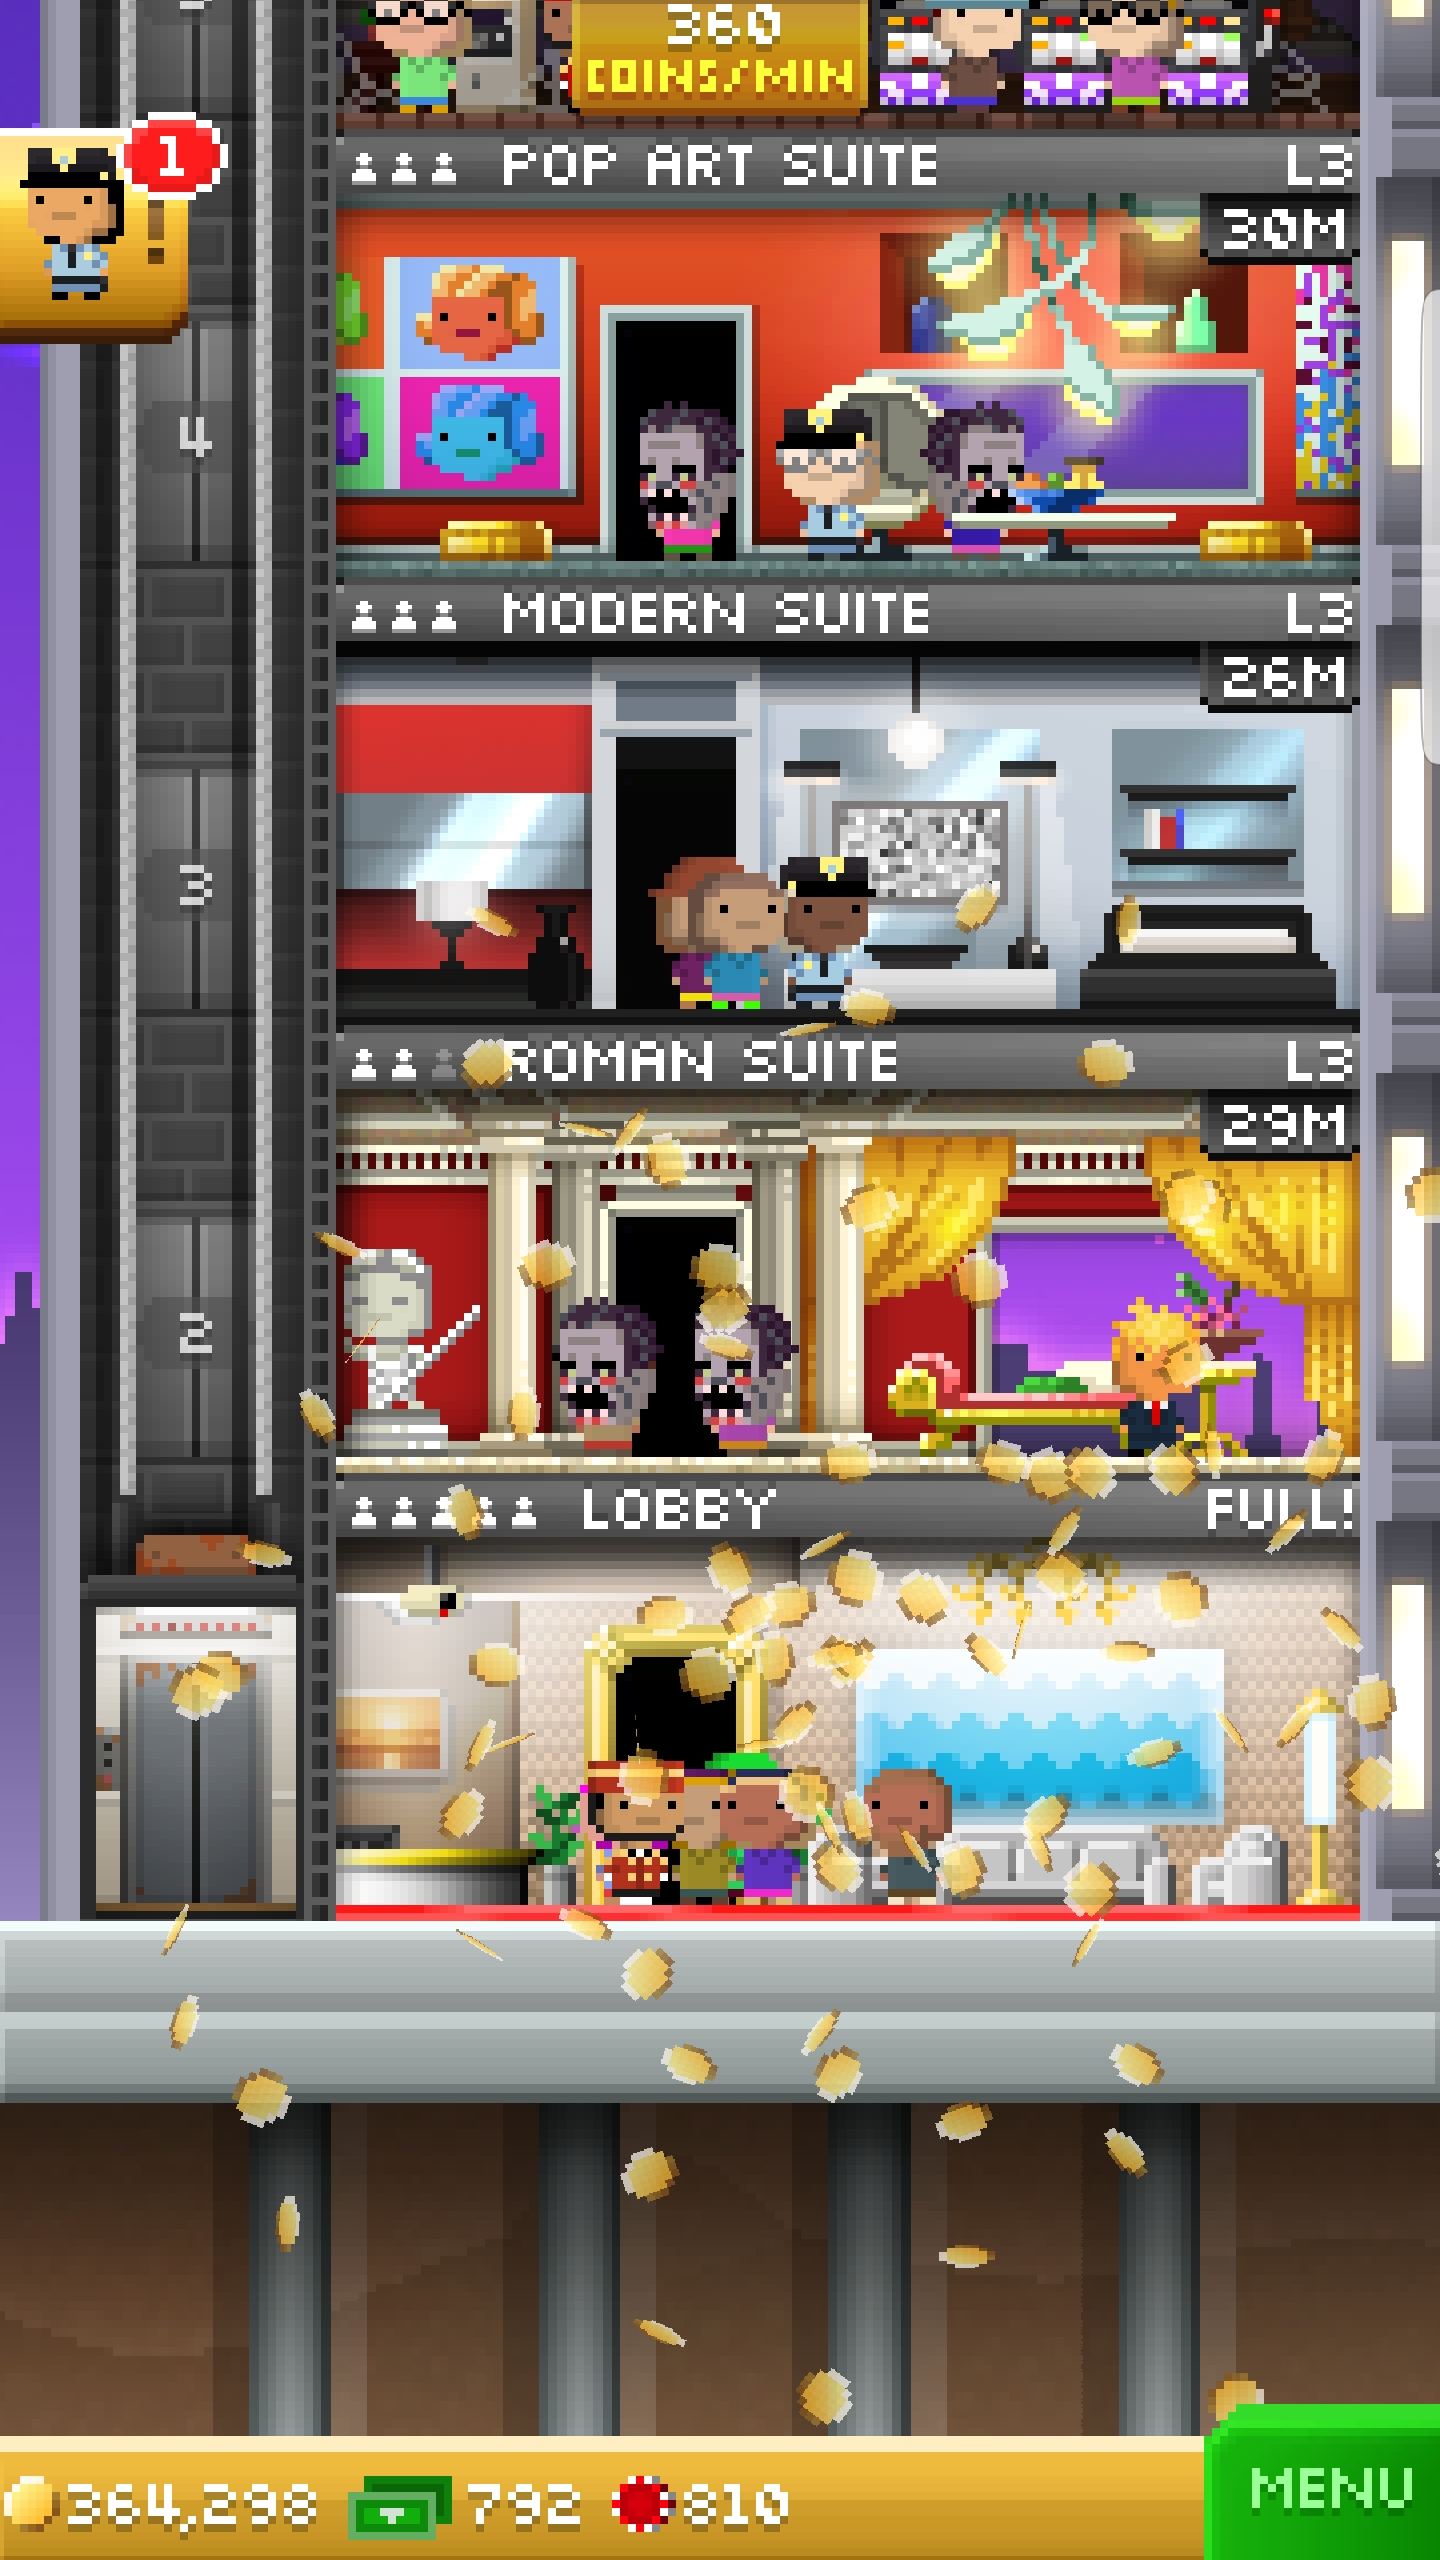 360
COINS/MIN
1
!
POP ART SUITE L3
30M
4
MODERN SUITE L3
26M
3
ROMAN SUITE L3
29M
2
LOBBY FULL!
364,298 792 810
MENU